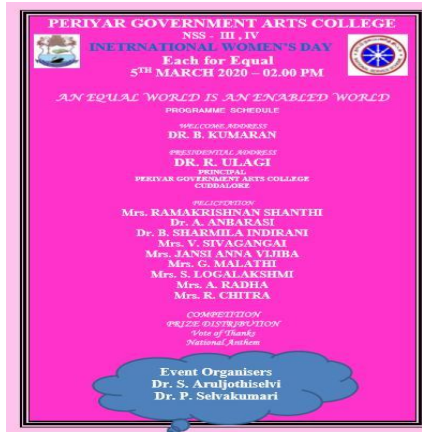 PERIYAR GOVERNMENT ARTS COLLEGE
NSS - III , IV
INETRNATIONAL WOMEN'S DAY
Each for Equal
5TH MARCH 2020 – 02.00 PM
AN EQUAL WORLD IS AN ENABLED WORLD
PROGRAMME SCHEDULE
WELCOME ADDRESS
DR. B. KUMARAN
PRESIDENTIAL ADDRESS
DR. R. ULAGI
PRINCIPAL
PERIYAR GOVERNMENT ARTS COLLEGE
CUDDALORE
FELICITATION
Mrs. RAMAKRISHNAN SHANTHI
Dr. A. ANBARASI
Dr. B. SHARMILA INDIRANI
Mrs. V. SIVAGANGAI
Mrs. JANSI ANNA VIJIBA
Mrs. G. MALATHI
Mrs. S. LOGALAKSHMI
Mrs. A. RADHA
Mrs. R. CHITRA
COMPETITION
PRIZE DISTRIBUTION
Vote of Thanks
National Anthem
Event Organisers
Dr. S. Aruljothiselvi
Dr. P. Selvakumari